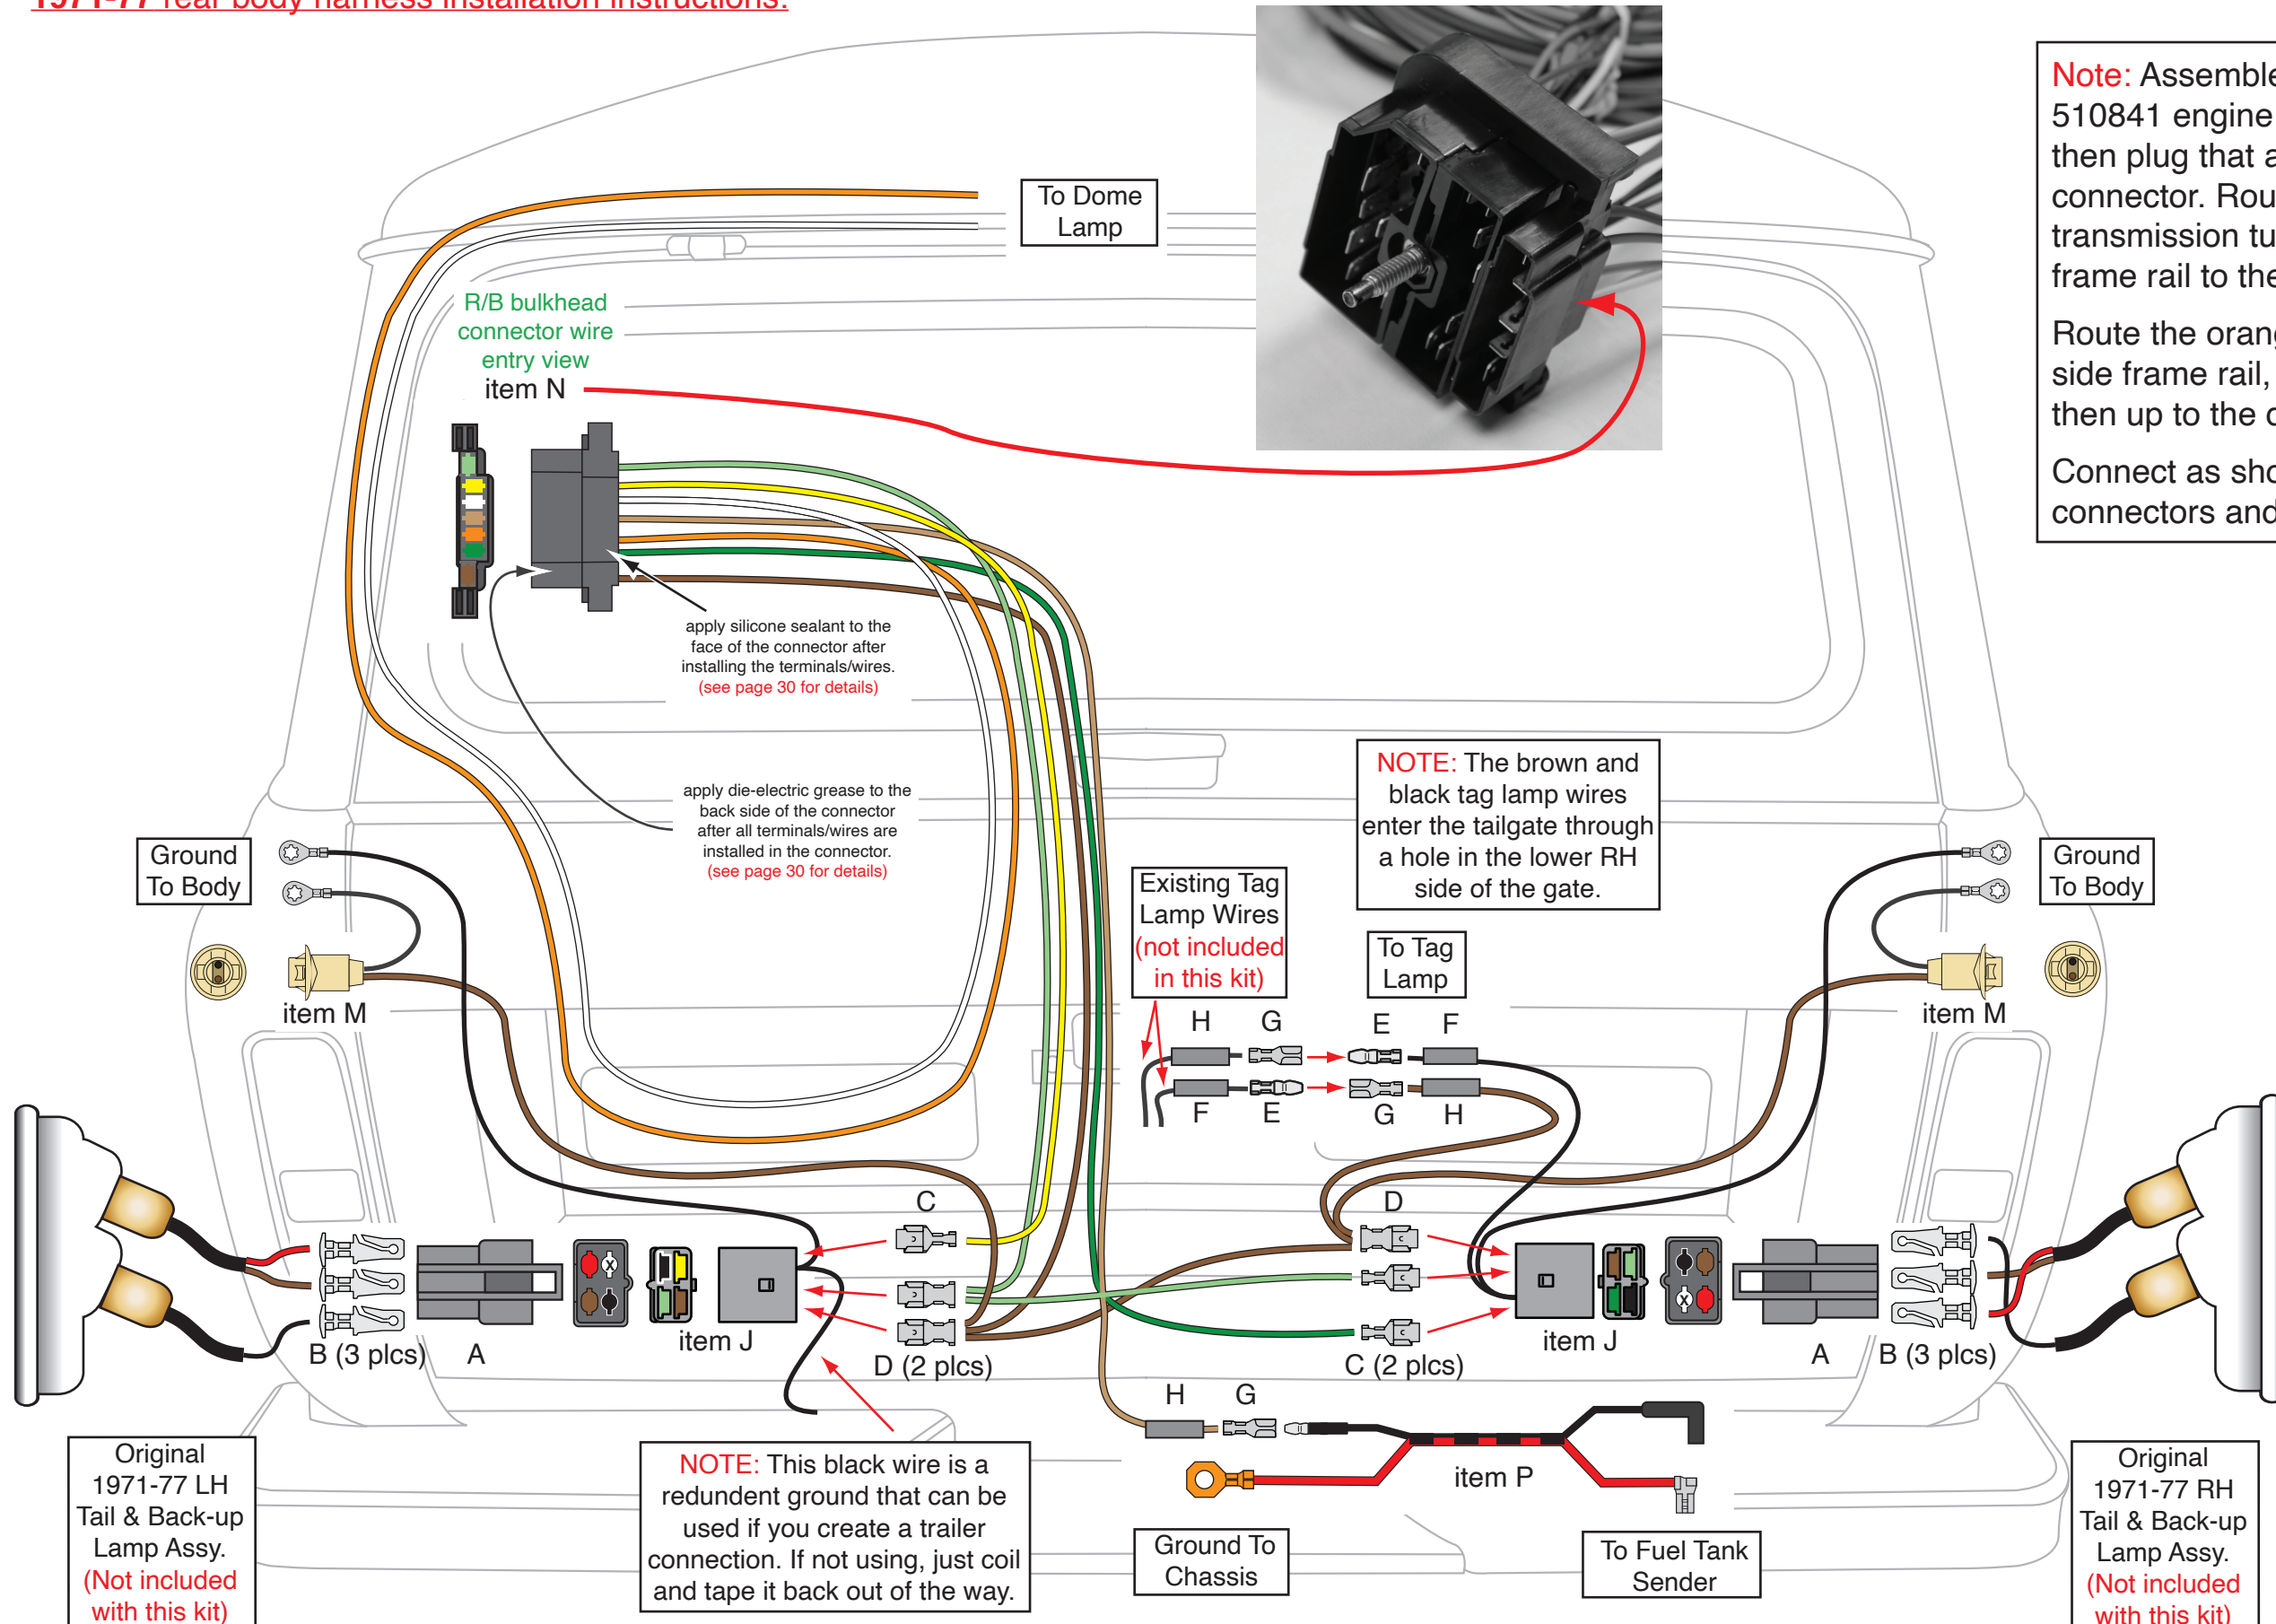 1971-77 rear body harness installation instructions:
Note: Assemble
510841 engine
then plug that a
connector. Rou
transmission tu
frame rail to the
Route the orang
side frame rail,
then up to the d
Connect as sho
connectors and
To Dome
Lamp
R/B bulkhead
connector wire
entry view
item N
apply silicone sealant to the
face of the connector after
installing the terminals/wires.
(see page 30 for details)
apply die-electric grease to the
back side of the connector
after all terminals/wires are
installed in the connector.
(see page 30 for details)
NOTE: The brown and
black tag lamp wires
enter the tailgate through
a hole in the lower RH
side of the gate.
Ground
To Body
Ground
To Body
Existing Tag
Lamp Wires
(not included
in this kit)
To Tag
Lamp
item M
item M
H G E F
F E G H
C
D
X
X
item J
item J
B (3 plcs)
A
D (2 plcs)
C (2 plcs)
A
B (3 plcs)
H G
item P
Original
1971-77 LH
Tail & Back-up
Lamp Assy.
(Not included
with this kit)
NOTE: This black wire is a
redundent ground that can be
used if you create a trailer
connection. If not using, just coil
and tape it back out of the way.
Ground To
Chassis
To Fuel Tank
Sender
Original
1971-77 RH
Tail & Back-up
Lamp Assy.
(Not included
with this kit)